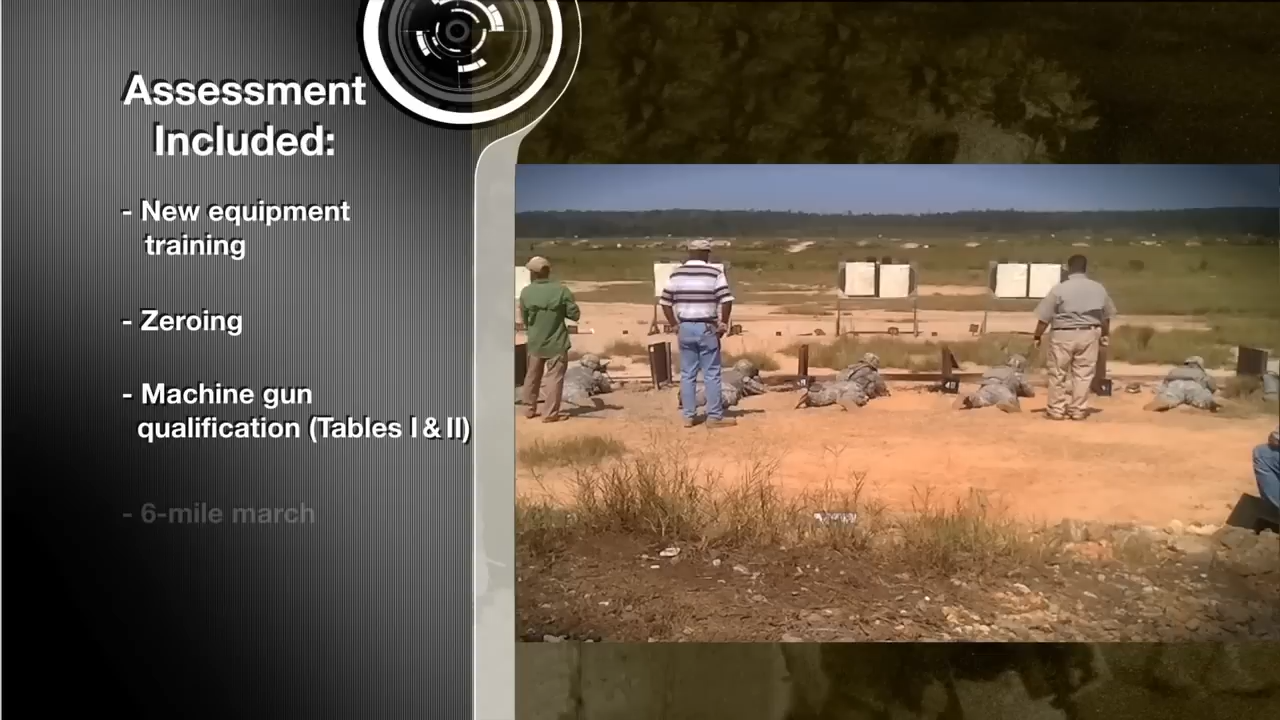 Assessment
Included:
- New equipment
training
- Zeroing
- Machine gun
qualification (Tables I & II)
- 6-mile march